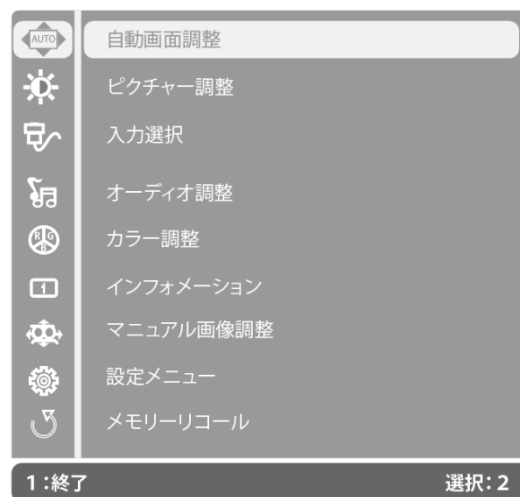 AUTO 自動画面調整
ピクチャー調整
入力選択
オーディオ調整
R G B カラー調整
1 インフォメーション
マニュアル画像調整
設定メニュー
メモリーリコール
1:終了 選択: 2